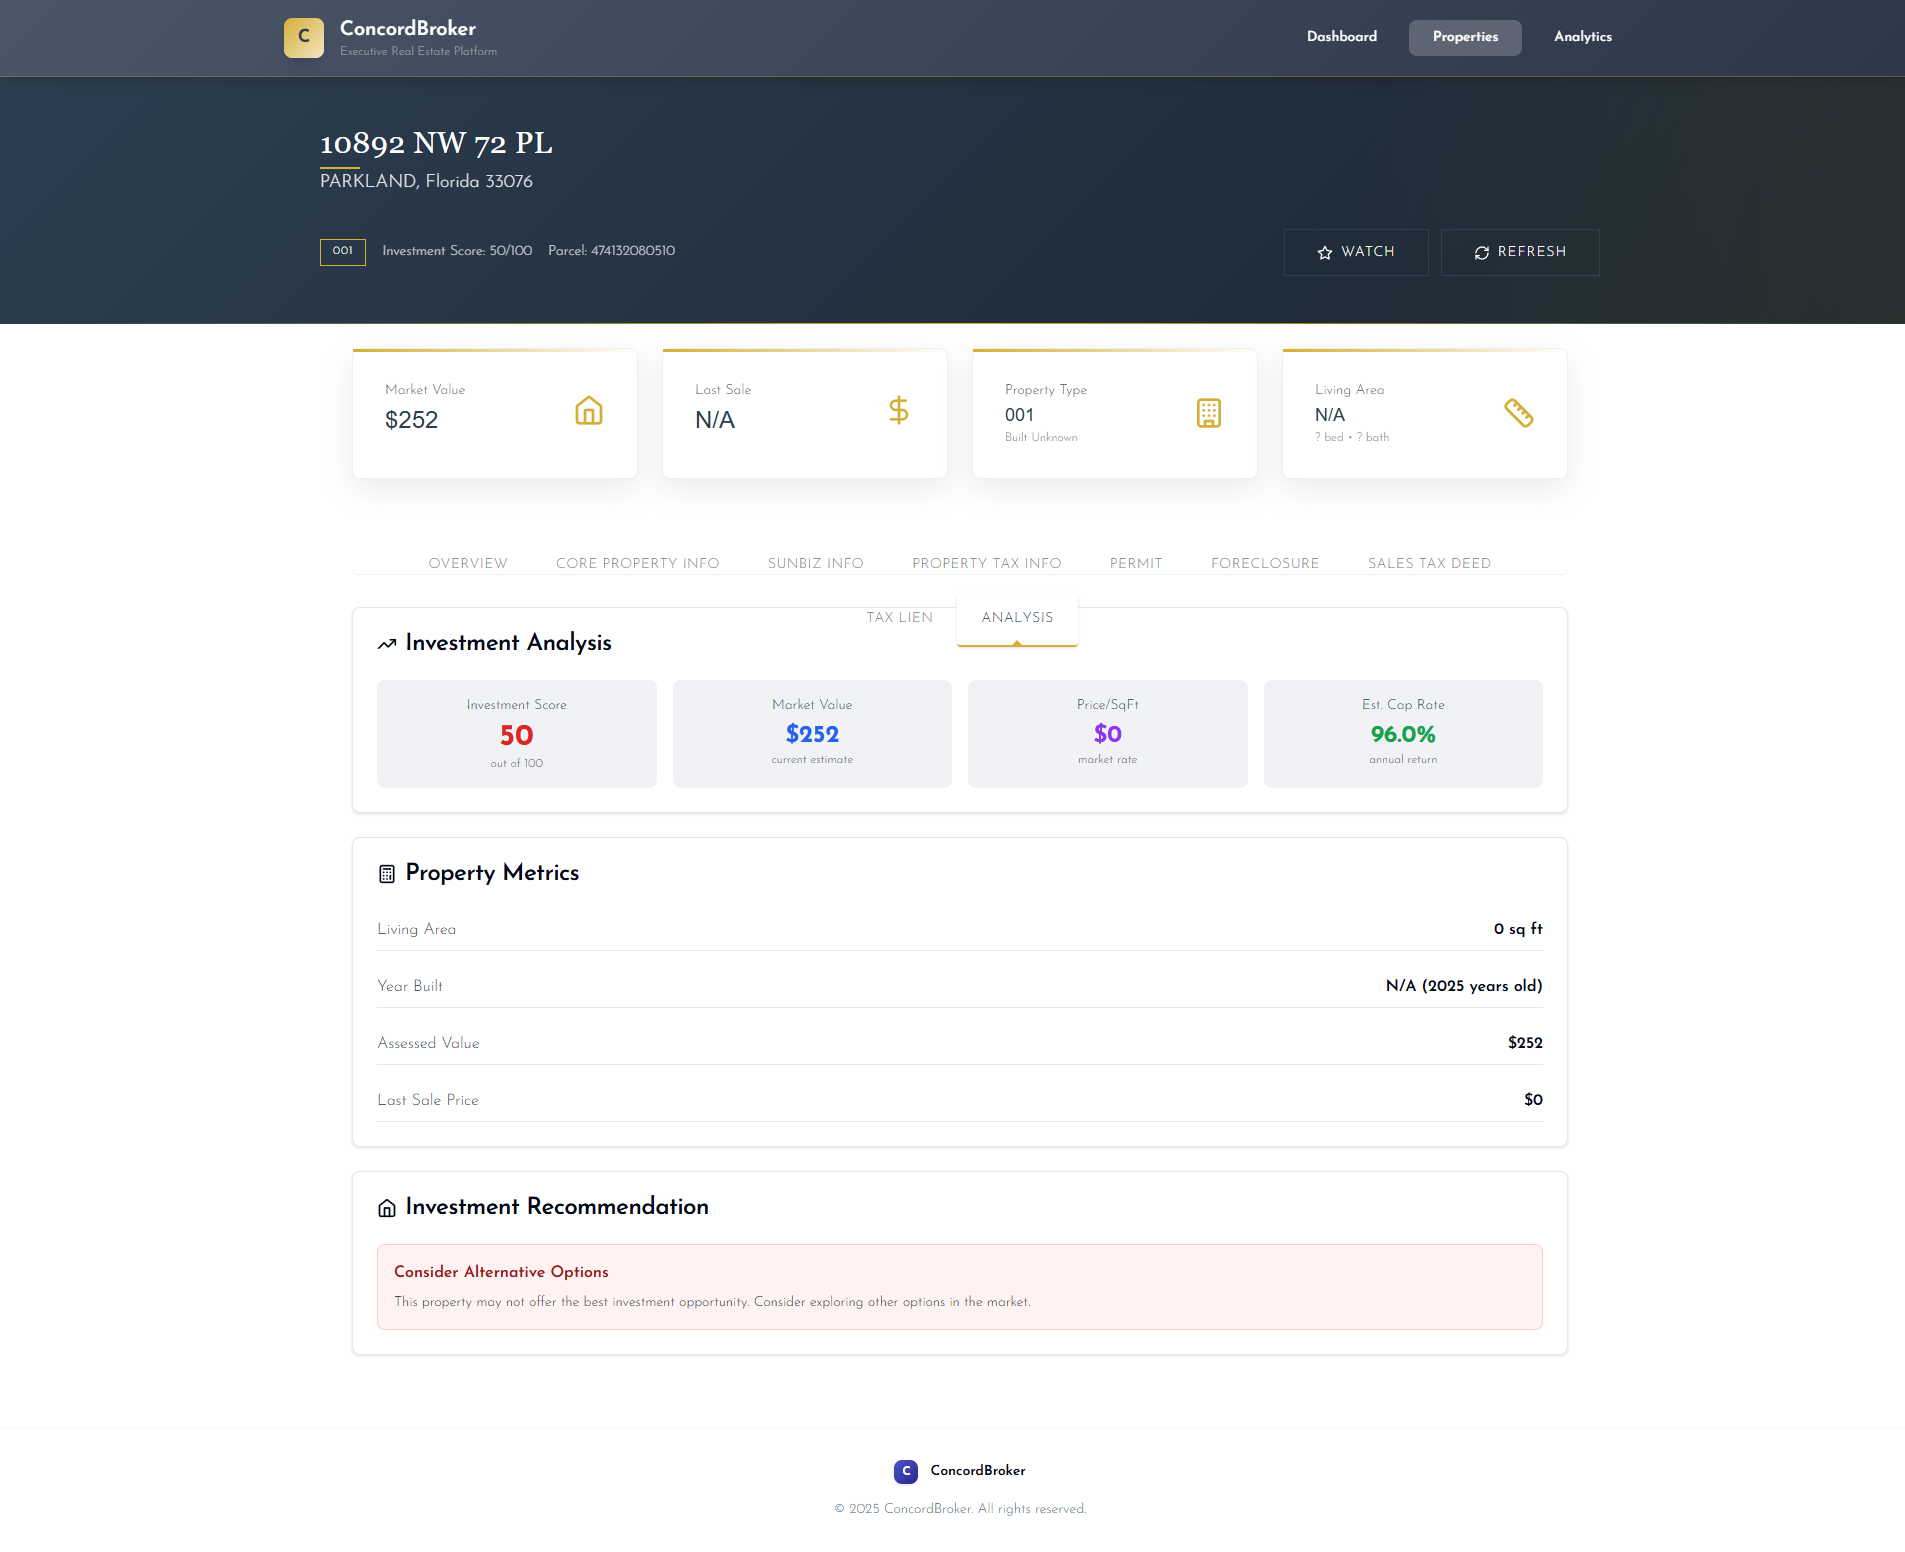 C
ConcordBroker
Executive Real Estate Platform
Dashboard
Properties
Analytics
10892 NW 72 PL
PARKLAND, Florida 33076
001
Investment Score: 50/100
Parcel: 474132080510
WATCH
REFRESH
Market Value
$252
Last Sale
N/A
Property Type
001
Built Unknown
Living Area
N/A
? bed • ? bath
OVERVIEW
CORE PROPERTY INFO
SUNBIZ INFO
PROPERTY TAX INFO
PERMIT
FORECLOSURE
SALES TAX DEED
TAX LIEN
ANALYSIS
Investment Analysis
Investment Score
50
out of 100
Market Value
$252
current estimate
Price/SqFt
$0
market rate
Est. Cap Rate
96.0%
annual return
Property Metrics
Living Area
0 sq ft
Year Built
N/A (2025 years old)
Assessed Value
$252
Last Sale Price
$0
Investment Recommendation
Consider Alternative Options
This property may not offer the best investment opportunity. Consider exploring other options in the market.
C
ConcordBroker
© 2025 ConcordBroker. All rights reserved.